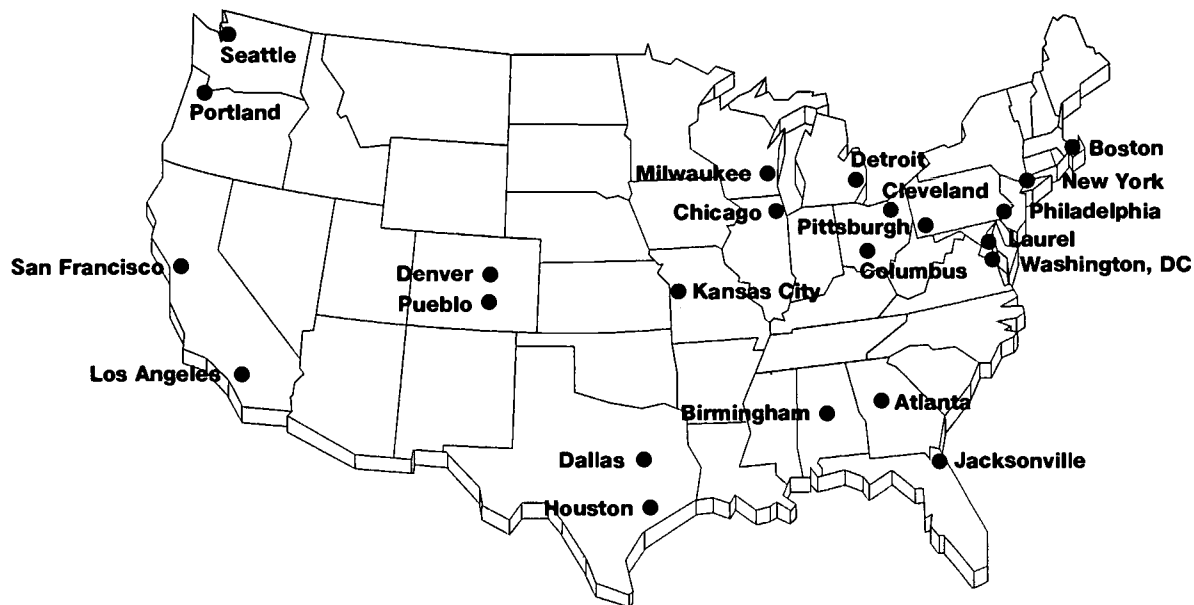 Seattle
Portland
Boston
Detroit
Milwaukee
New York
Cleveland
Chicago
Philadelphia
Pittsburgh
Laurel
Washington, DC
San Francisco
Denver
Columbus
Kansas City
Pueblo
Los Angeles
Birmingham
Atlanta
Dallas
Jacksonville
Houston